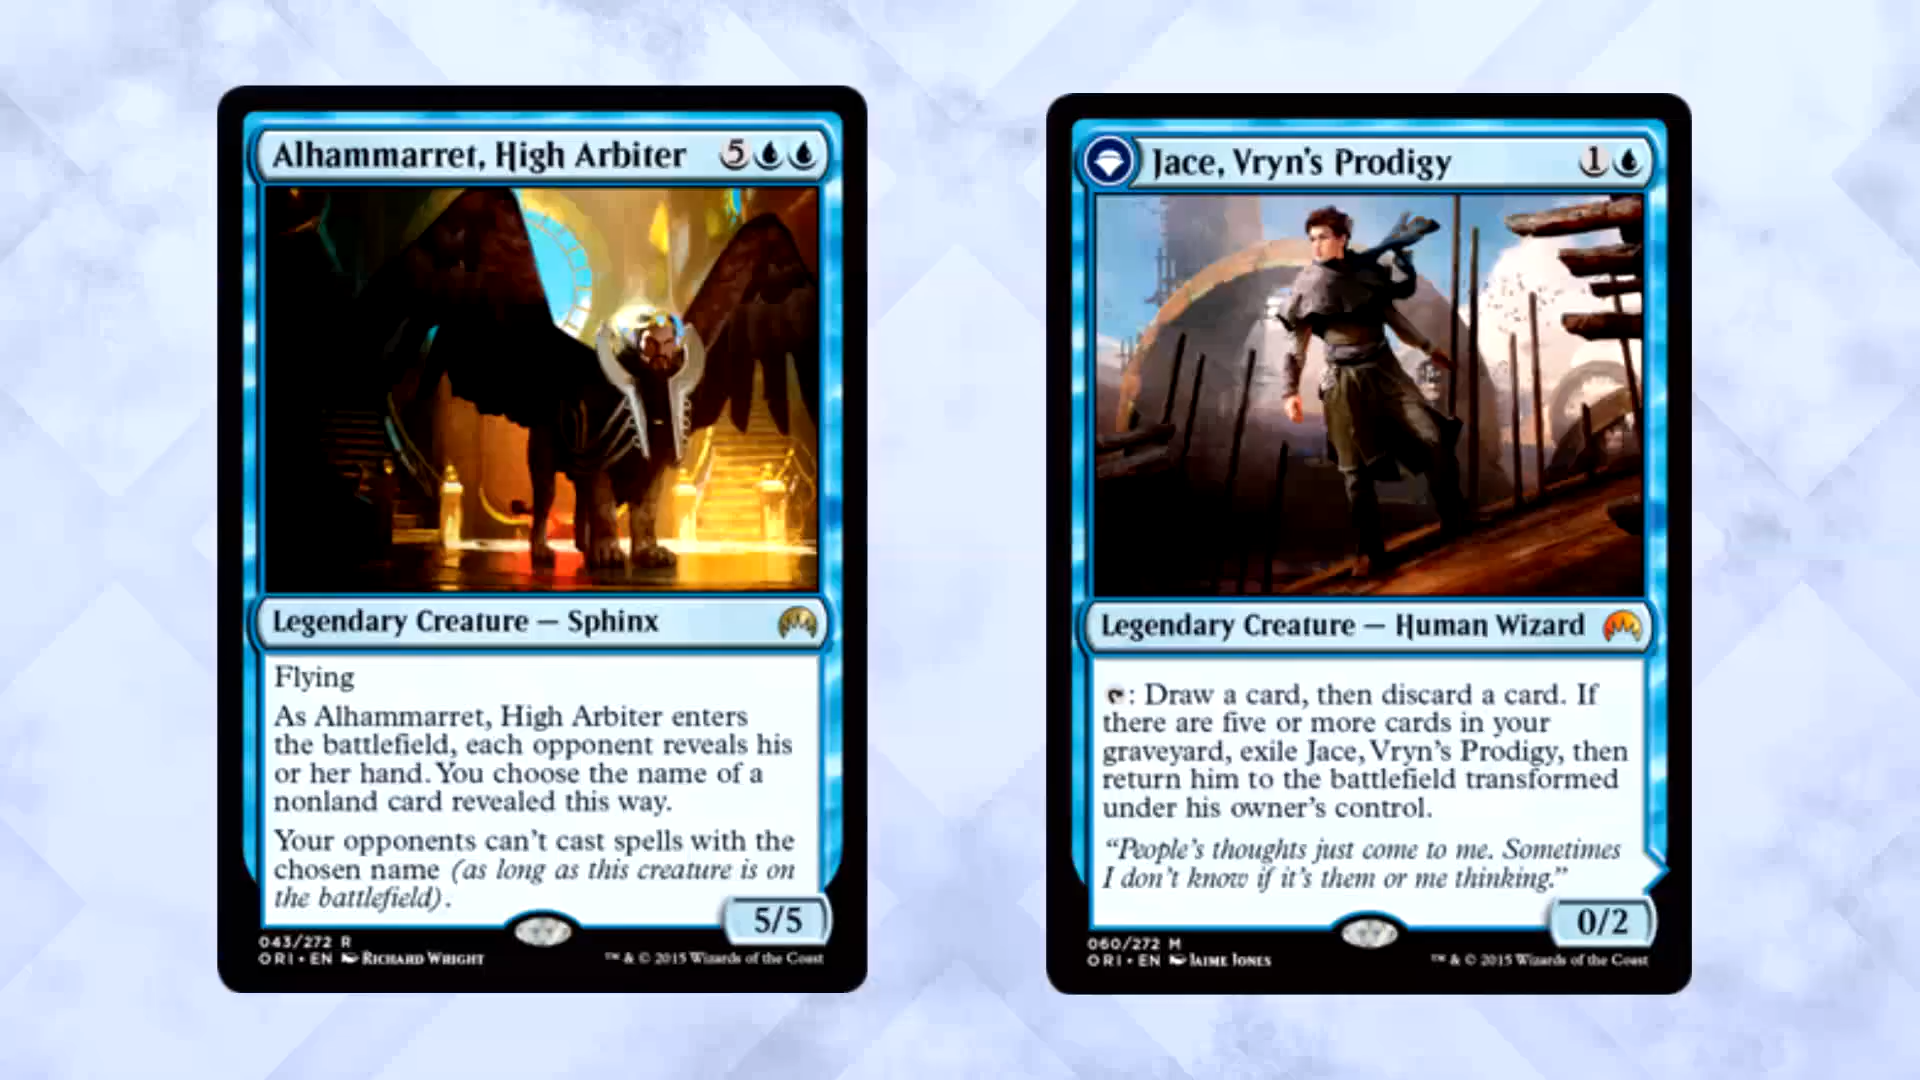 Alhammarret, High Arbiter 5
Legendary Creature — Sphinx
Flying
As Alhammarret, High Arbiter enters
the battlefield, each opponent reveals his
or her hand. You choose the name of a
nonland card revealed this way.
Your opponents can't cast spells with the
chosen name (as long as this creature is on
the battlefield).
5/5
043/272 R
ORI • EN Richard Wright
™ & © 2015 Wizards of the Coast
Jace, Vryn's Prodigy 1
Legendary Creature — Human Wizard
: Draw a card, then discard a card. If
there are five or more cards in your
graveyard, exile Jace, Vryn's Prodigy, then
return him to the battlefield transformed
under his owner's control.
“People's thoughts just come to me. Sometimes
I don't know if it's them or me thinking.”
0/2
060/272 M
ORI • EN Jaime Jones
™ & © 2015 Wizards of the Coast